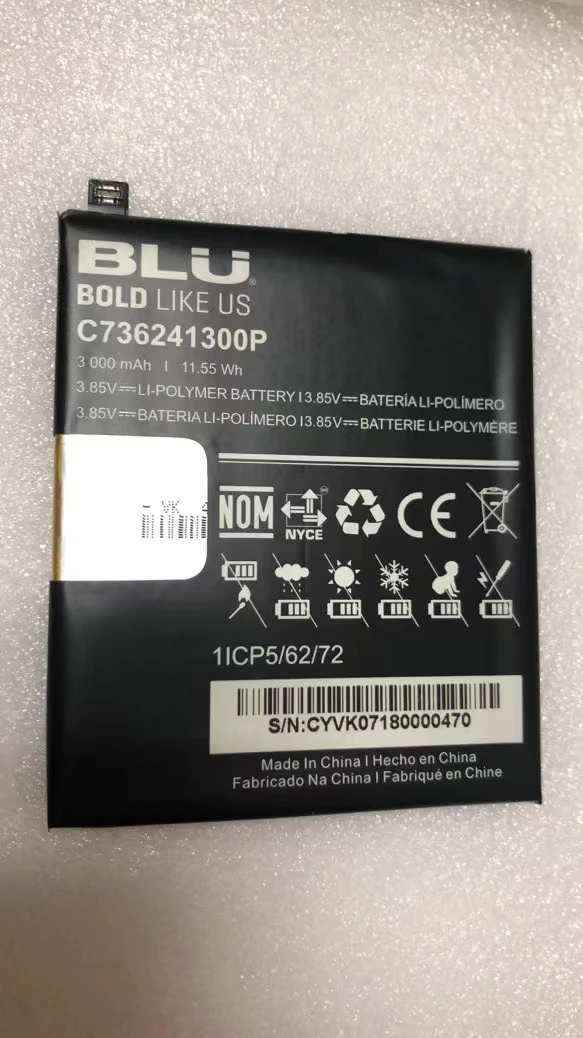 BLU®
BOLD LIKE US
C736241300P
3 000 mAh I 11.55 Wh
3.85V⎓LI-POLYMER BATTERY I 3.85V⎓BATERÍA LI-POLÍMERO
3.85V⎓BATERIA LI-POLÍMERO I 3.85V⎓BATTERIE LI-POLYMÈRE
VK
NOM
NYCE
CE
1ICP5/62/72
S/N:CYVK07180000470
Made In China I Hecho en China
Fabricado Na China I Fabriqué en Chine